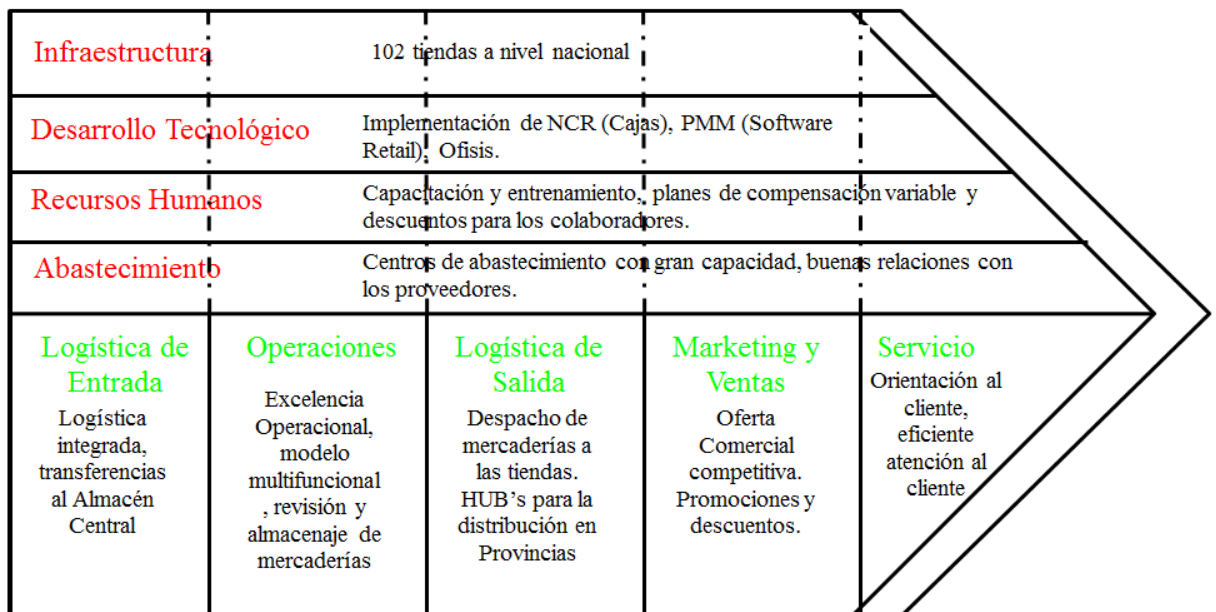 Infraestructura
102 tiendas a nivel nacional
Desarrollo Tecnológico
Implementación de NCR (Cajas), PMM (Software
Retail), Ofisis.
Recursos Humanos
Capacitación y entrenamiento, planes de compensación variable y
descuentos para los colaboradores.
Abastecimiento
Centros de abastecimiento con gran capacidad, buenas relaciones con
los proveedores.
Logística de
Entrada
Logística
integrada,
transferencias
al Almacén
Central
Operaciones
Excelencia
Operacional,
modelo
multifuncional
, revisión y
almacenaje de
mercaderías
Logística de
Salida
Despacho de
mercaderías a
las tiendas.
HUB's para la
distribución en
Provincias
Marketing y
Ventas
Oferta
Comercial
competitiva.
Promociones y
descuentos.
Servicio
Orientación al
cliente,
eficiente
atención al
cliente